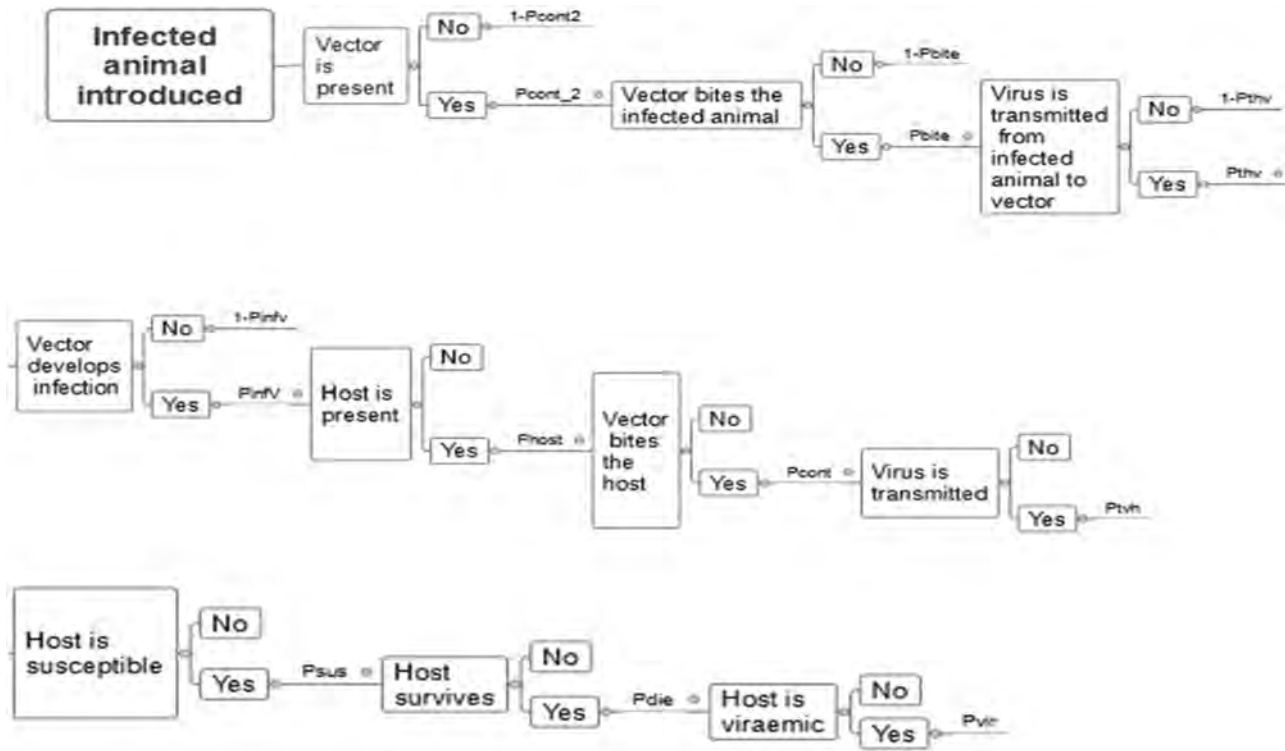 Infected
animal
introduced
Vector
is
present
No
1-Pcont2
Yes
Pcont_2
Vector bites the
infected animal
No
1-Pbite
Yes
Pbite
Virus is
transmitted
from
infected
animal to
vector
No
1-Pthv
Yes
Pthv
Vector
develops
infection
No
1-Pinfv
Yes
PinfV
Host is
present
No
Yes
Phost
Vector
bites
the
host
No
Yes
Pcont
Virus is
transmitted
No
Yes
Ptvh
Host is
susceptible
No
Yes
Psus
Host
survives
No
Yes
Pdie
Host is
viraemic
No
Yes
Pvir